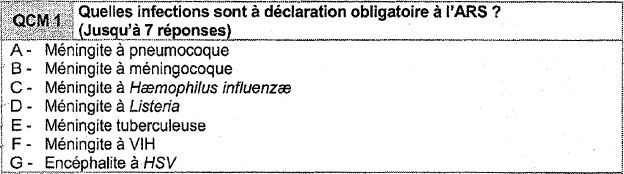 QCM 1 Quelles infections sont à déclaration obligatoire à l'ARS ?
(Jusqu'à 7 réponses)
A - Méningite à pneumocoque
B - Méningite à méningocoque
C - Méningite à Hæmophilus influenzæ
D - Méningite à Listeria
E - Méningite tuberculeuse
F - Méningite à VIH
G - Encéphalite à HSV